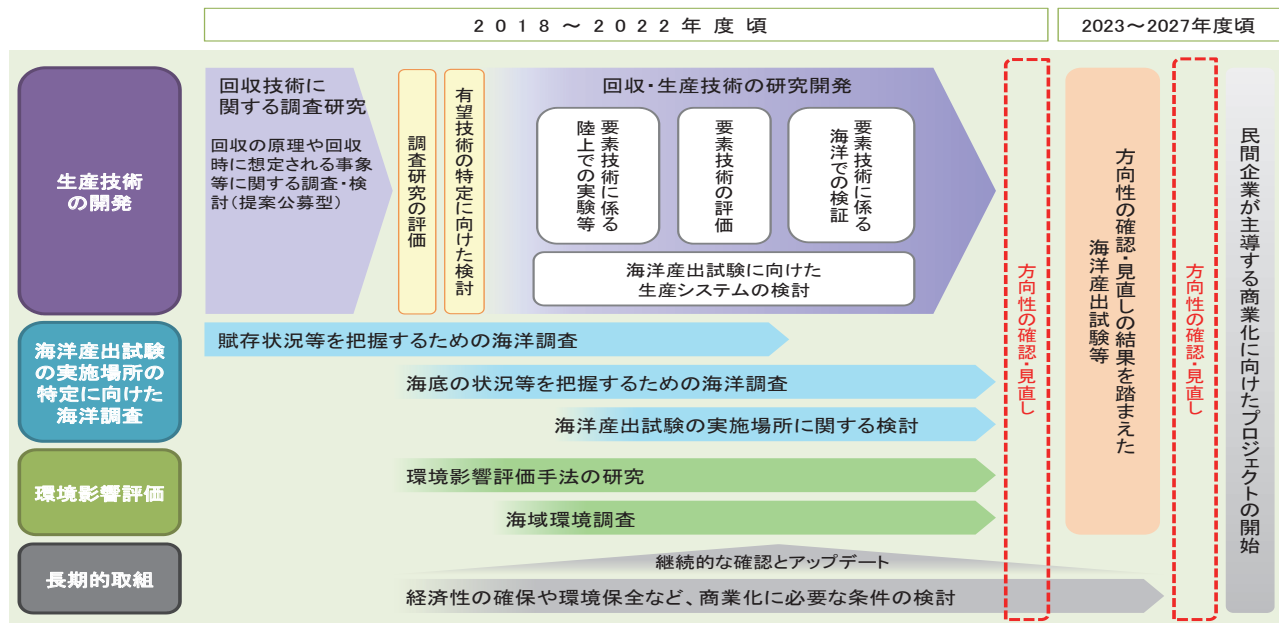 2018～2022年度頃
2023～2027年度頃
生産技術
の開発
回収技術に
関する調査研究
回収の原理や回収
時に想定される事象
等に関する調査・検
討（提案公募型）
調査研究の評価
有望技術の特定に向けた検討
回収・生産技術の研究開発
要素技術に係る
陸上での実験等
要素技術の評価
要素技術に係る
海洋での検証
海洋産出試験に向けた
生産システムの検討
海洋産出試験
の実施場所の
特定に向けた
海洋調査
賦存状況等を把握するための海洋調査
海底の状況等を把握するための海洋調査
海洋産出試験の実施場所に関する検討
環境影響評価
環境影響評価手法の研究
海域環境調査
長期的取組
継続的な確認とアップデート
経済性の確保や環境保全など、商業化に必要な条件の検討
方向性の確認・見直し
方向性の確認・見直しの結果を踏まえた
海洋産出試験等
方向性の確認・見直し
民間企業が主導する商業化に向けたプロジェクトの開始